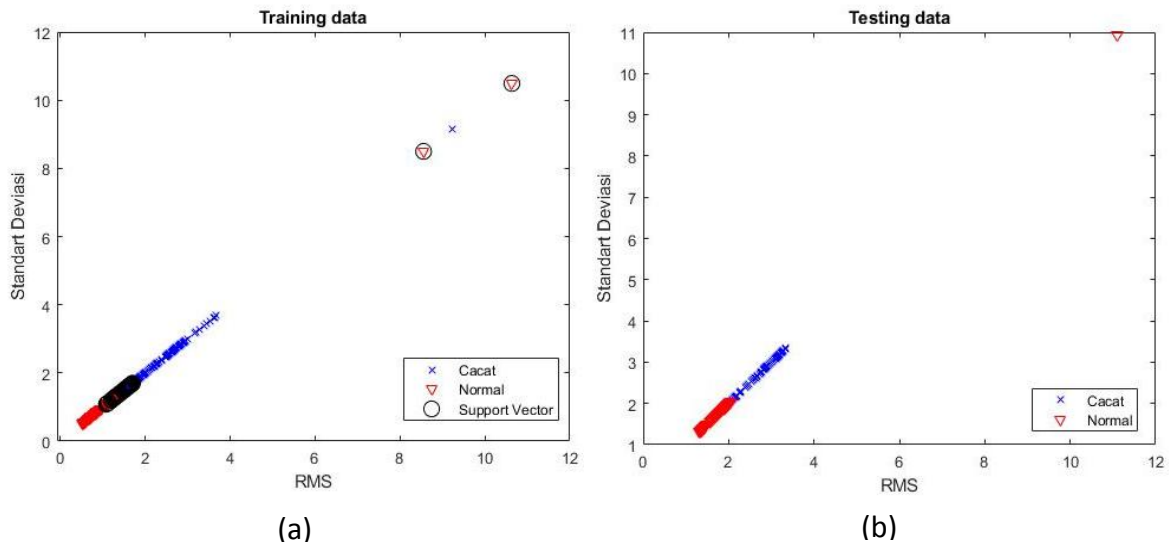 Training data
12
10
8
6
4
2
0
Standart Deviasi
0 2 4 6 8 10 12
RMS
Cacat
Normal
Support Vector
(a)
Testing data
11
10
9
8
7
6
5
4
3
2
1
Standart Deviasi
0 2 4 6 8 10 12
RMS
Cacat
Normal
(b)